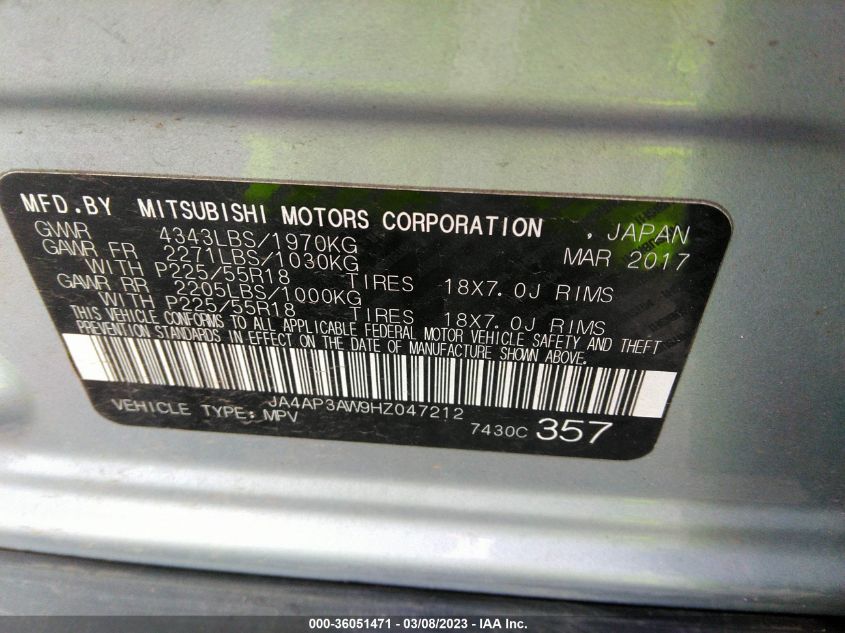 MFD.BY MITSUBISHI MOTORS CORPORATION , JAPAN
GVWR 4343LBS/1970KG MAR 2017
GAWR FR 2271LBS/1030KG
WITH P225/55R18 TIRES 18X7.0J RIMS
GAWR RR 2205LBS/1000KG
WITH P225/55R18 TIRES 18X7.0J RIMS
THIS VEHICLE CONFORMS TO ALL APPLICABLE FEDERAL MOTOR VEHICLE SAFETY AND THEFT
PREVENTION STANDARDS IN EFFECT ON THE DATE OF MANUFACTURE SHOWN ABOVE.
JA4AP3AW9HZ047212
VEHICLE TYPE: MPV 7430C 357
000-36051471 - 03/08/2023 - IAA Inc.